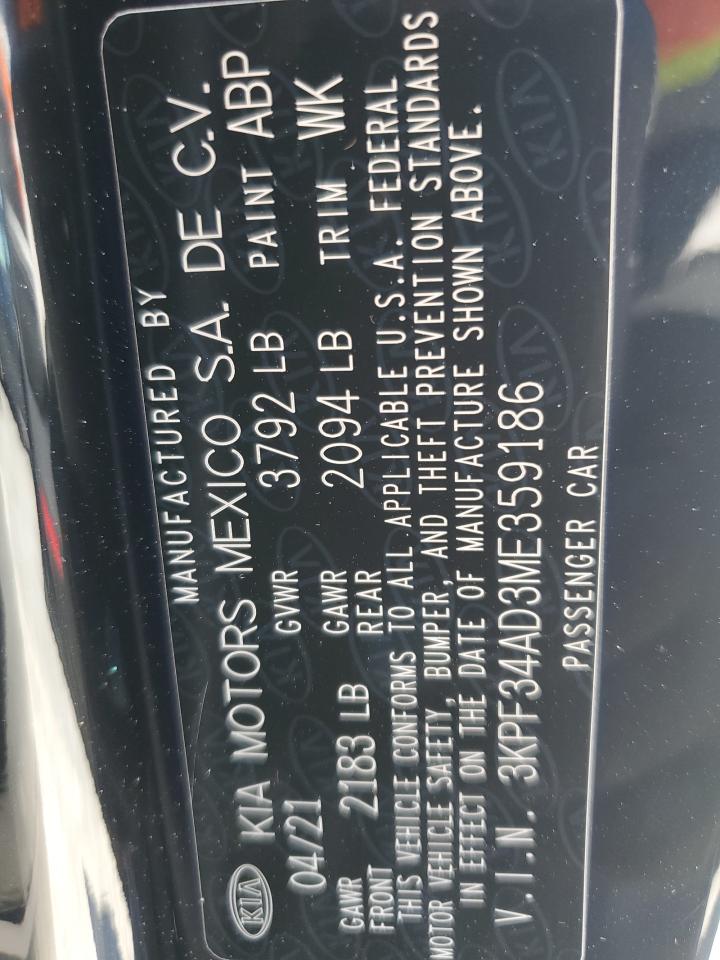 MANUFACTURED BY
KIA KIA MOTORS MEXICO S.A. DE C.V.
04/21 GVWR 3792 LB PAINT ABP
GAWR FRONT 2183 LB GAWR REAR 2094 LB TRIM WK
THIS VEHICLE CONFORMS TO ALL APPLICABLE U.S.A. FEDERAL
MOTOR VEHICLE SAFETY, BUMPER, AND THEFT PREVENTION STANDARDS
IN EFFECT ON THE DATE OF MANUFACTURE SHOWN ABOVE.
V.I.N. 3KPF34AD3ME359186
PASSENGER CAR